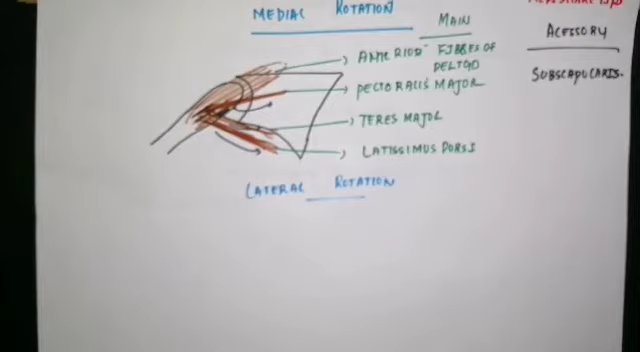 MEDIAL ROTATION
MAIN
ACESSORY
ANTERIOR FIBRES OF
DELTOID
PECTORALIS MAJOR
SUBSCAPULARIS.
TERES MAJOR
LATISSIMUS DORSI
LATERAL ROTATION